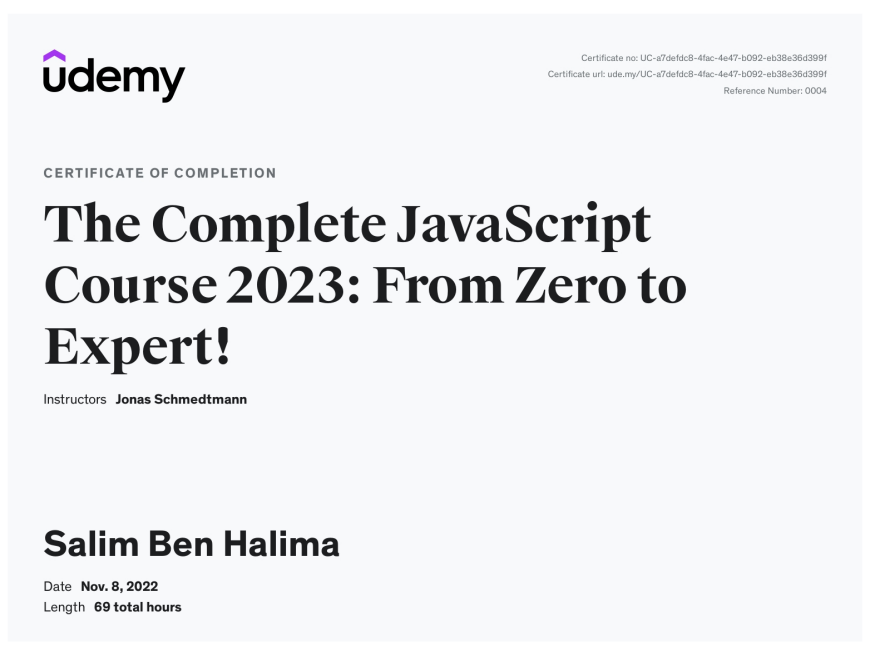 udemy
Certificate no: UC-a7defdc8-4fac-4e47-b092-eb38e36d399f
Certificate url: ude.my/UC-a7defdc8-4fac-4e47-b092-eb38e36d399f
Reference Number: 0004
CERTIFICATE OF COMPLETION
The Complete JavaScript
Course 2023: From Zero to
Expert!
Instructors Jonas Schmedtmann
Salim Ben Halima
Date Nov. 8, 2022
Length 69 total hours